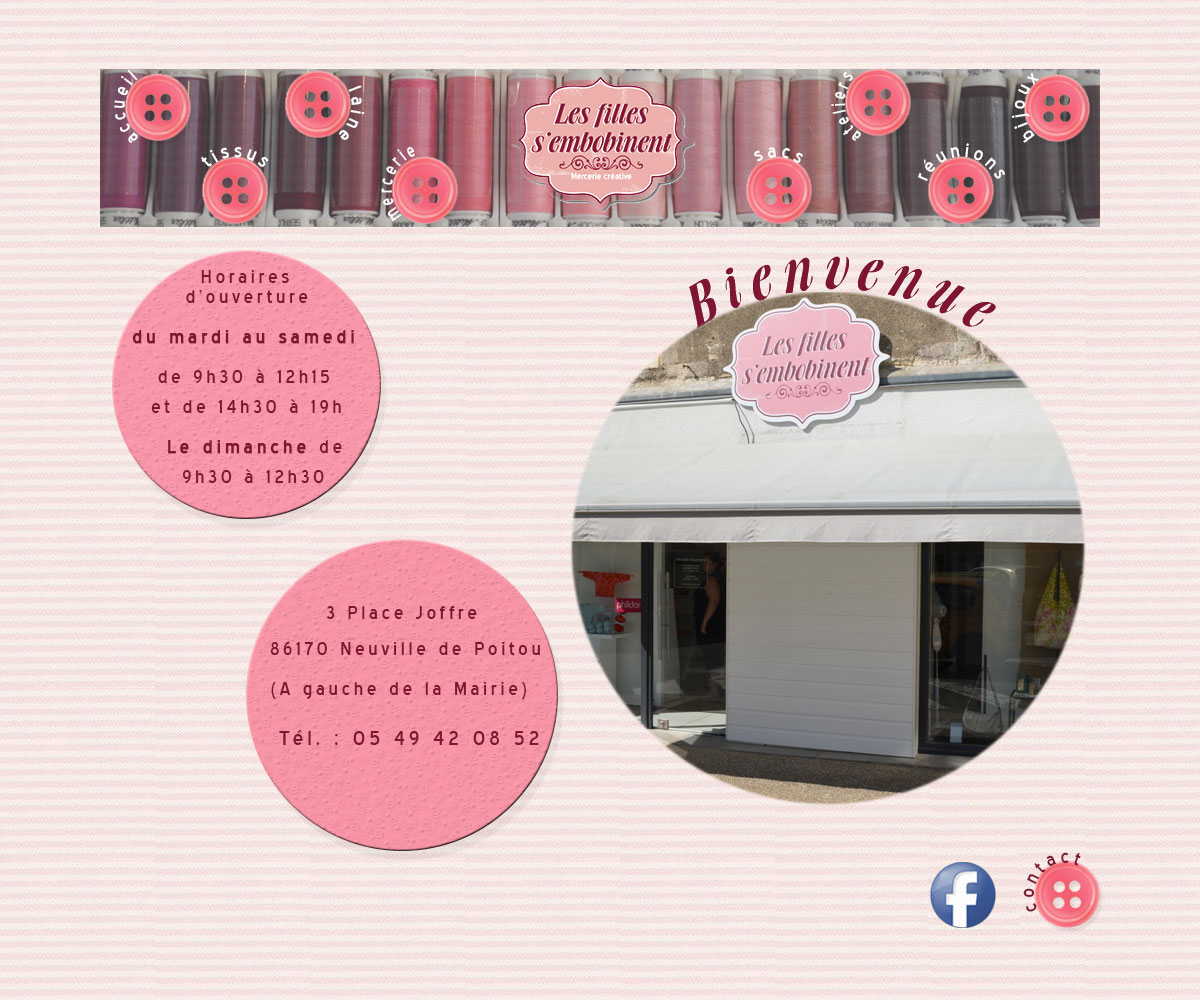 accueil
tissus
laine
mercerie
Les filles
s'embobinent
Mercerie créative
sacs
ateliers
réunions
bijoux
Horaires
d'ouverture
du mardi au samedi
de 9h30 à 12h15
et de 14h30 à 19h
Le dimanche de
9h30 à 12h30
Bienvenue
Les filles
s'embobinent
phildar
3 Place Joffre
86170 Neuville de Poitou
(A gauche de la Mairie)
Tél. : 05 49 42 08 52
f
contact